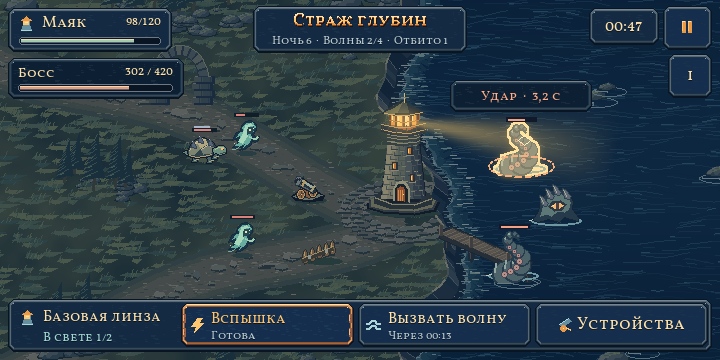 Маяк 98/120
Босс 302 / 420
Страж глубин
Ночь 6 · Волны 2/4 · Отбито 1
00:47
I
Удар · 3,2 с
Базовая линза
В свете 1/2
Вспышка
Готова
Вызвать волну
Через 00:13
Устройства